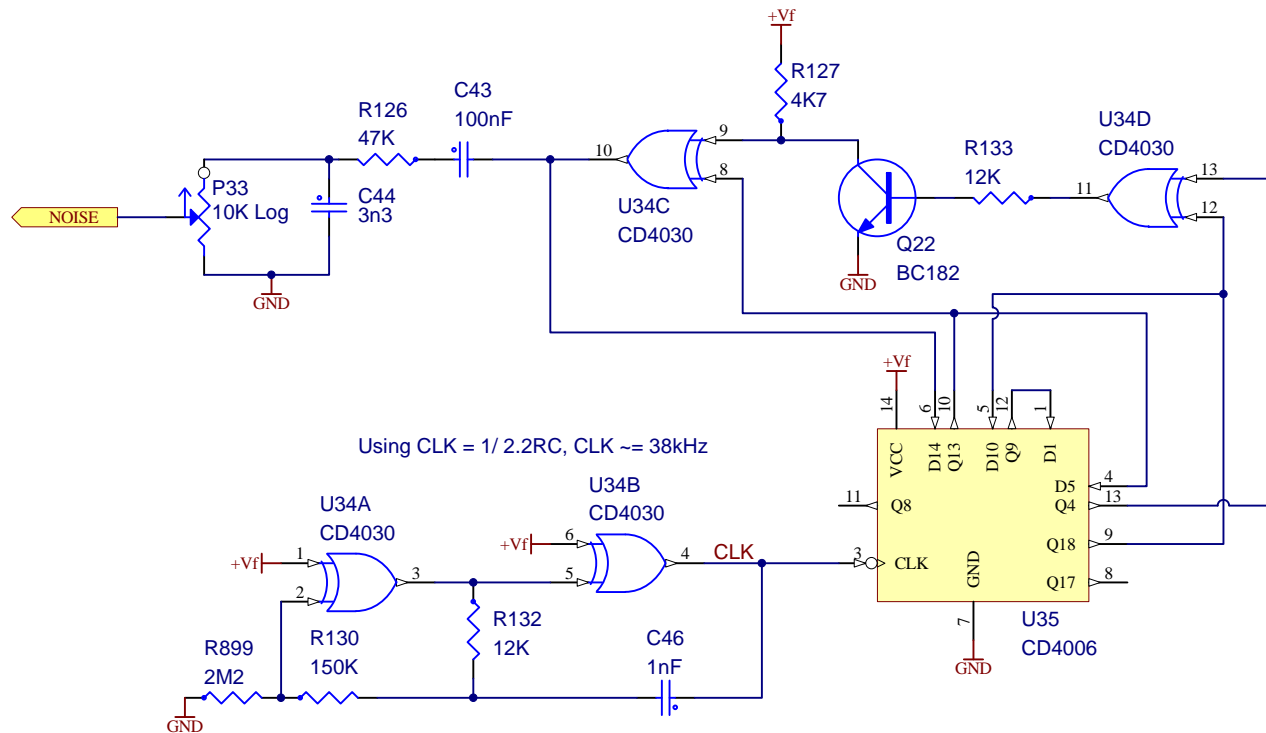 +Vf
R127
4K7
C43
100nF
R126
47K
U34D
CD4030
9
10
8
R133
12K
13
11
12
P33
10K Log
C44
3n3
U34C
CD4030
NOISE
Q22
BC182
GND
GND
+Vf
14
6
10
5
12
1
VCC
D14
Q13
D10
Q9
D1
Using CLK = 1/ 2.2RC, CLK ~= 38kHz
D5
4
11
Q8
Q4
13
U34A
CD4030
U34B
CD4030
+Vf
1
3
2
+Vf
6
5
4
CLK
3
CLK
GND
Q18
9
Q17
8
7
U35
CD4006
GND
R899
2M2
R130
150K
R132
12K
C46
1nF
GND